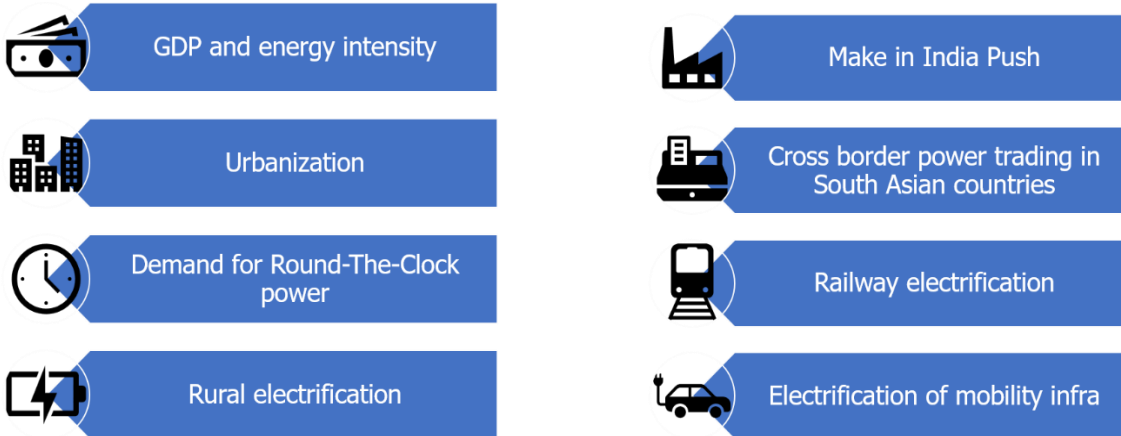 GDP and energy intensity
Urbanization
Demand for Round-The-Clock
power
Rural electrification
Make in India Push
Cross border power trading in
South Asian countries
Railway electrification
Electrification of mobility infra